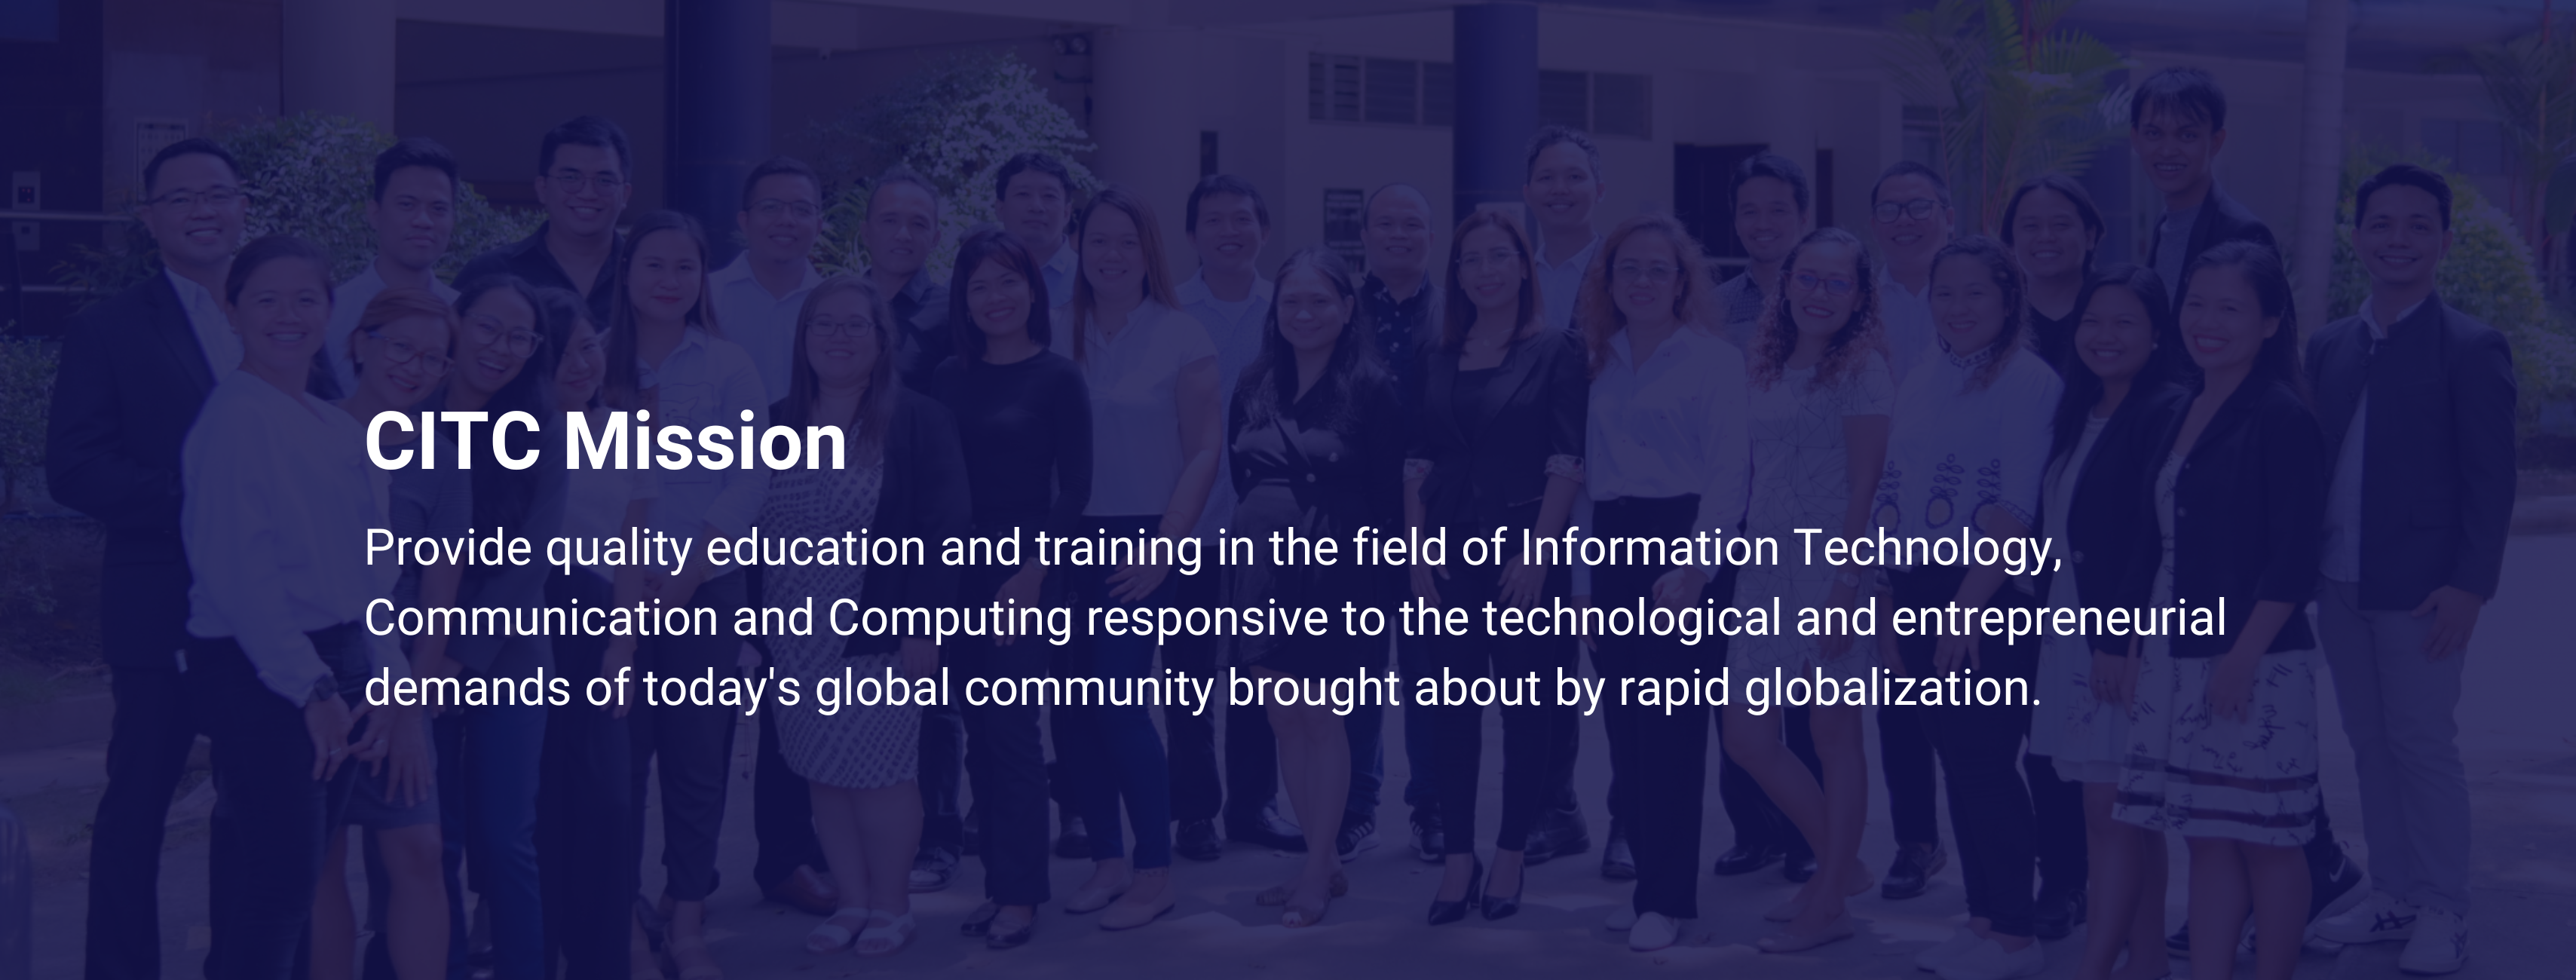 CITC Mission
Provide quality education and training in the field of Information Technology,
Communication and Computing responsive to the technological and entrepreneurial
demands of today's global community brought about by rapid globalization.